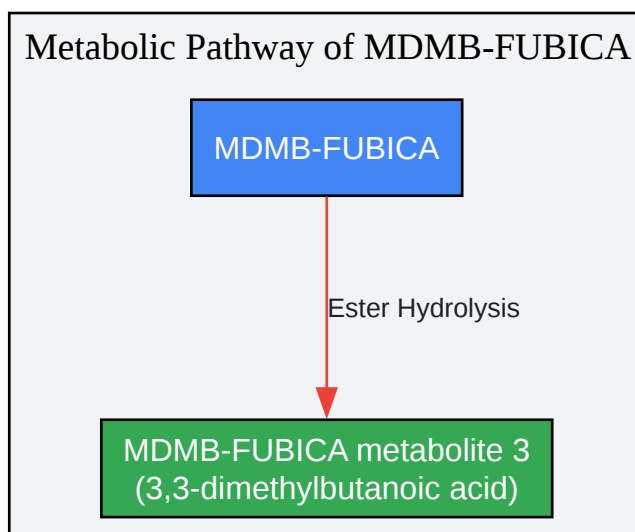 Metabolic Pathway of MDMB-FUBICA
MDMB-FUBICA
Ester Hydrolysis
MDMB-FUBICA metabolite 3
(3,3-dimethylbutanoic acid)